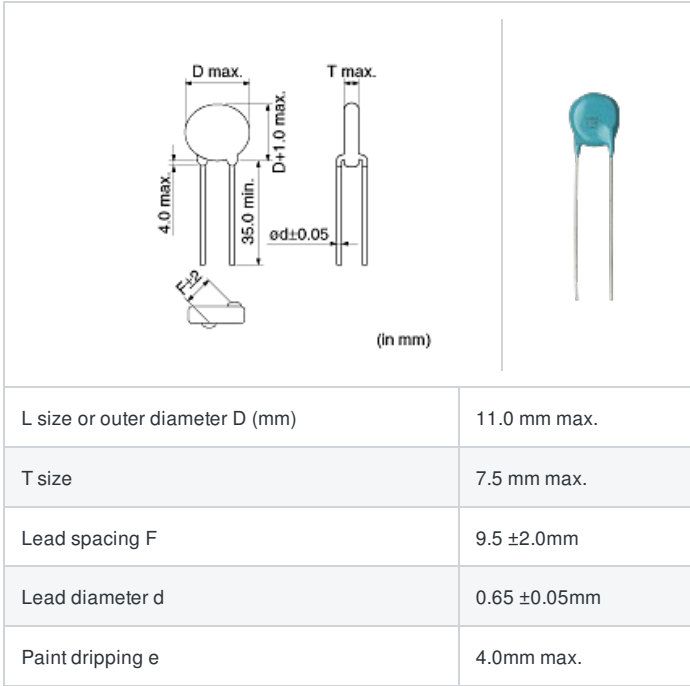 D max.
T max.
D+1.0 max.
4.0 max.
35.0 min.
ød±0.05
F±2
(in mm)
L size or outer diameter D (mm)
11.0 mm max.
T size
7.5 mm max.
Lead spacing F
9.5 ±2.0mm
Lead diameter d
0.65 ±0.05mm
Paint dripping e
4.0mm max.